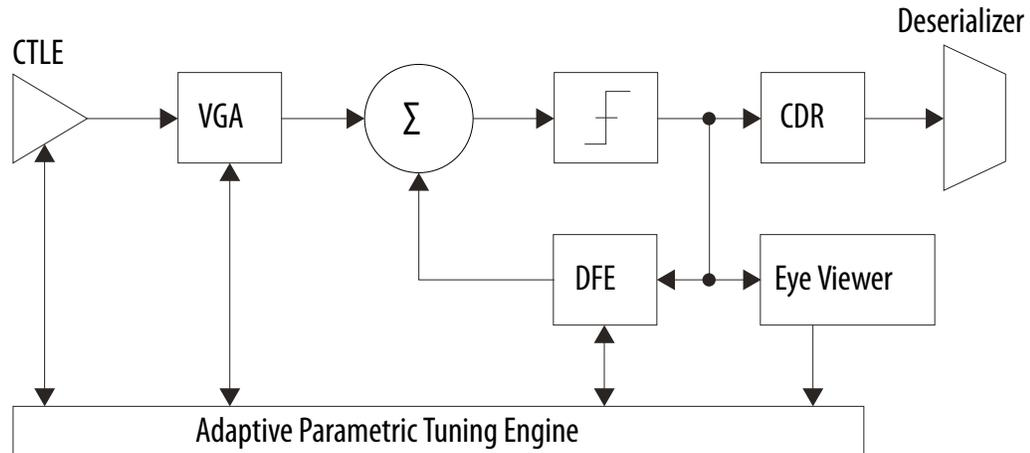 Deserializer
CTLE
VGA
Σ
CDR
DFE
Eye Viewer
Adaptive Parametric Tuning Engine